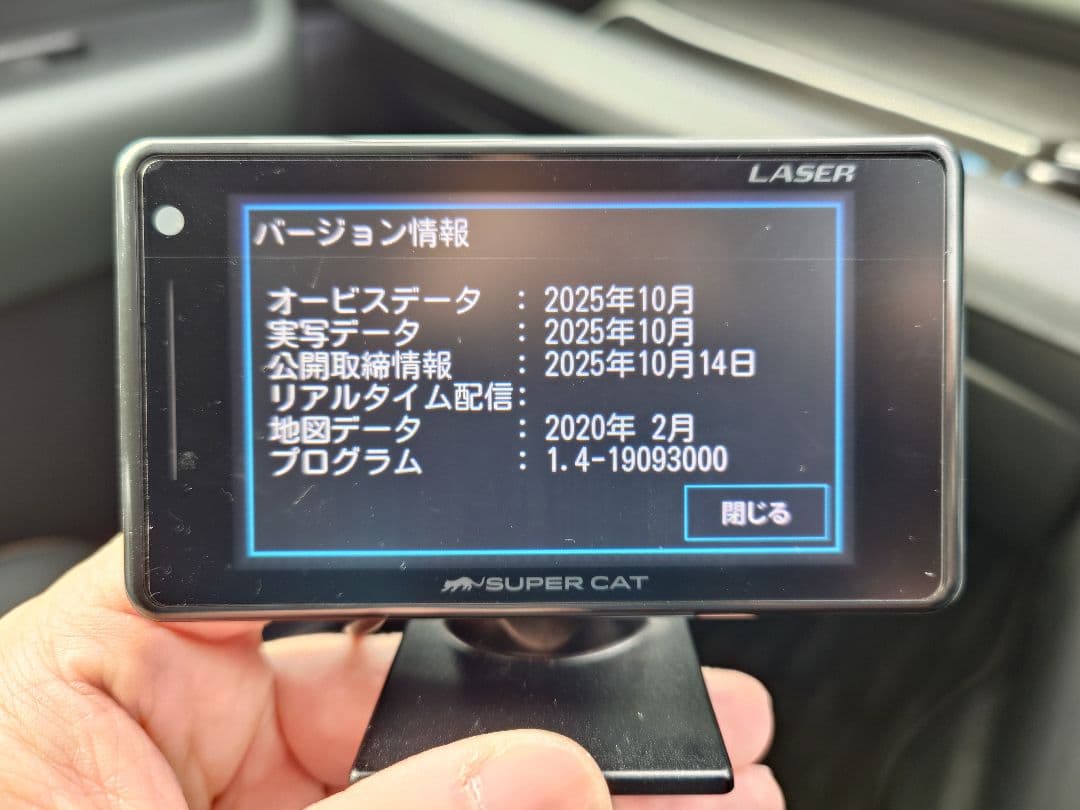 LASER
バージョン情報
オービスデータ : 2025年10月
実写データ : 2025年10月
公開取締情報 : 2025年10月14日
リアルタイム配信:
地図データ : 2020年 2月
プログラム : 1.4-19093000
閉じる
SUPER CAT